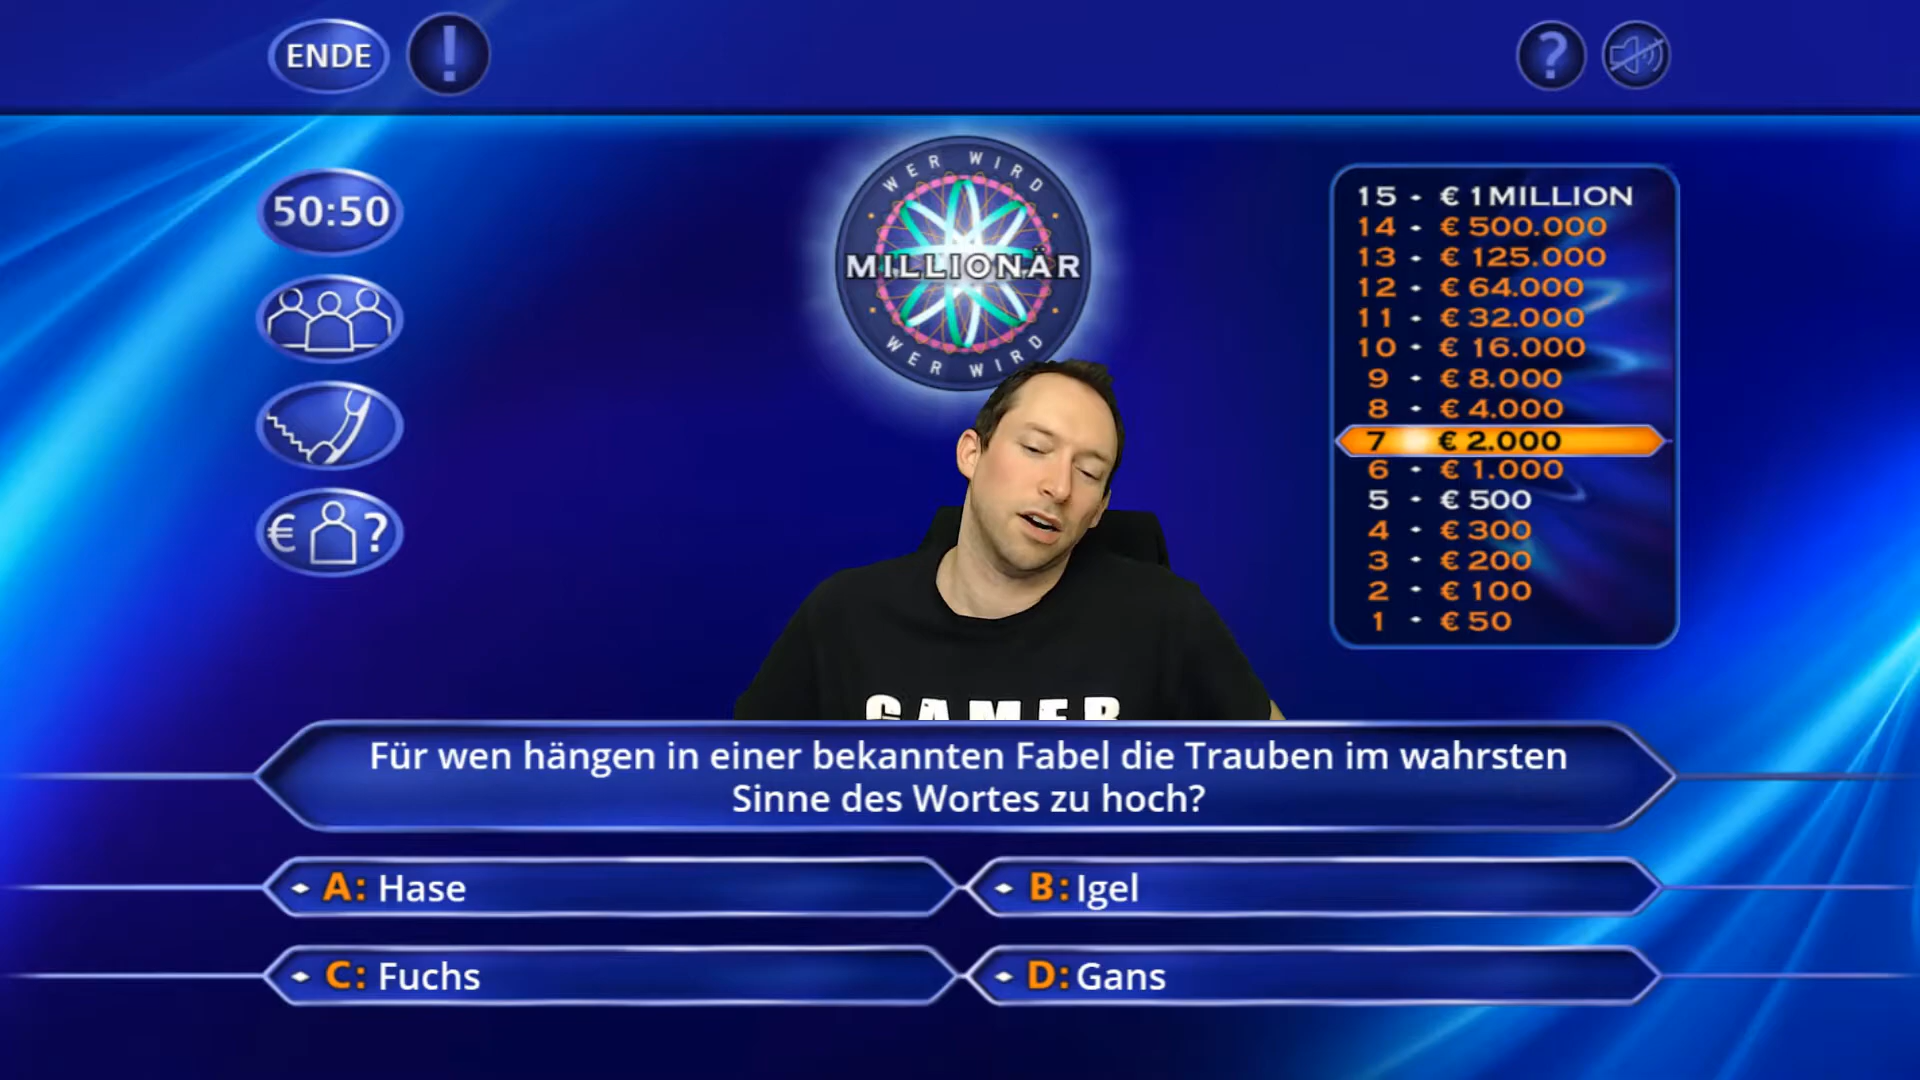 ENDE
!
?
50:50
€ ?
WER WIRD
MILLIONÄR
WER WIRD
15 · € 1 MILLION
14 · € 500.000
13 · € 125.000
12 · € 64.000
11 · € 32.000
10 · € 16.000
9 · € 8.000
8 · € 4.000
7 € 2.000
6 · € 1.000
5 · € 500
4 · € 300
3 · € 200
2 · € 100
1 · € 50
GAMER
Für wen hängen in einer bekannten Fabel die Trauben im wahrsten
Sinne des Wortes zu hoch?
A: Hase
B: Igel
C: Fuchs
D: Gans